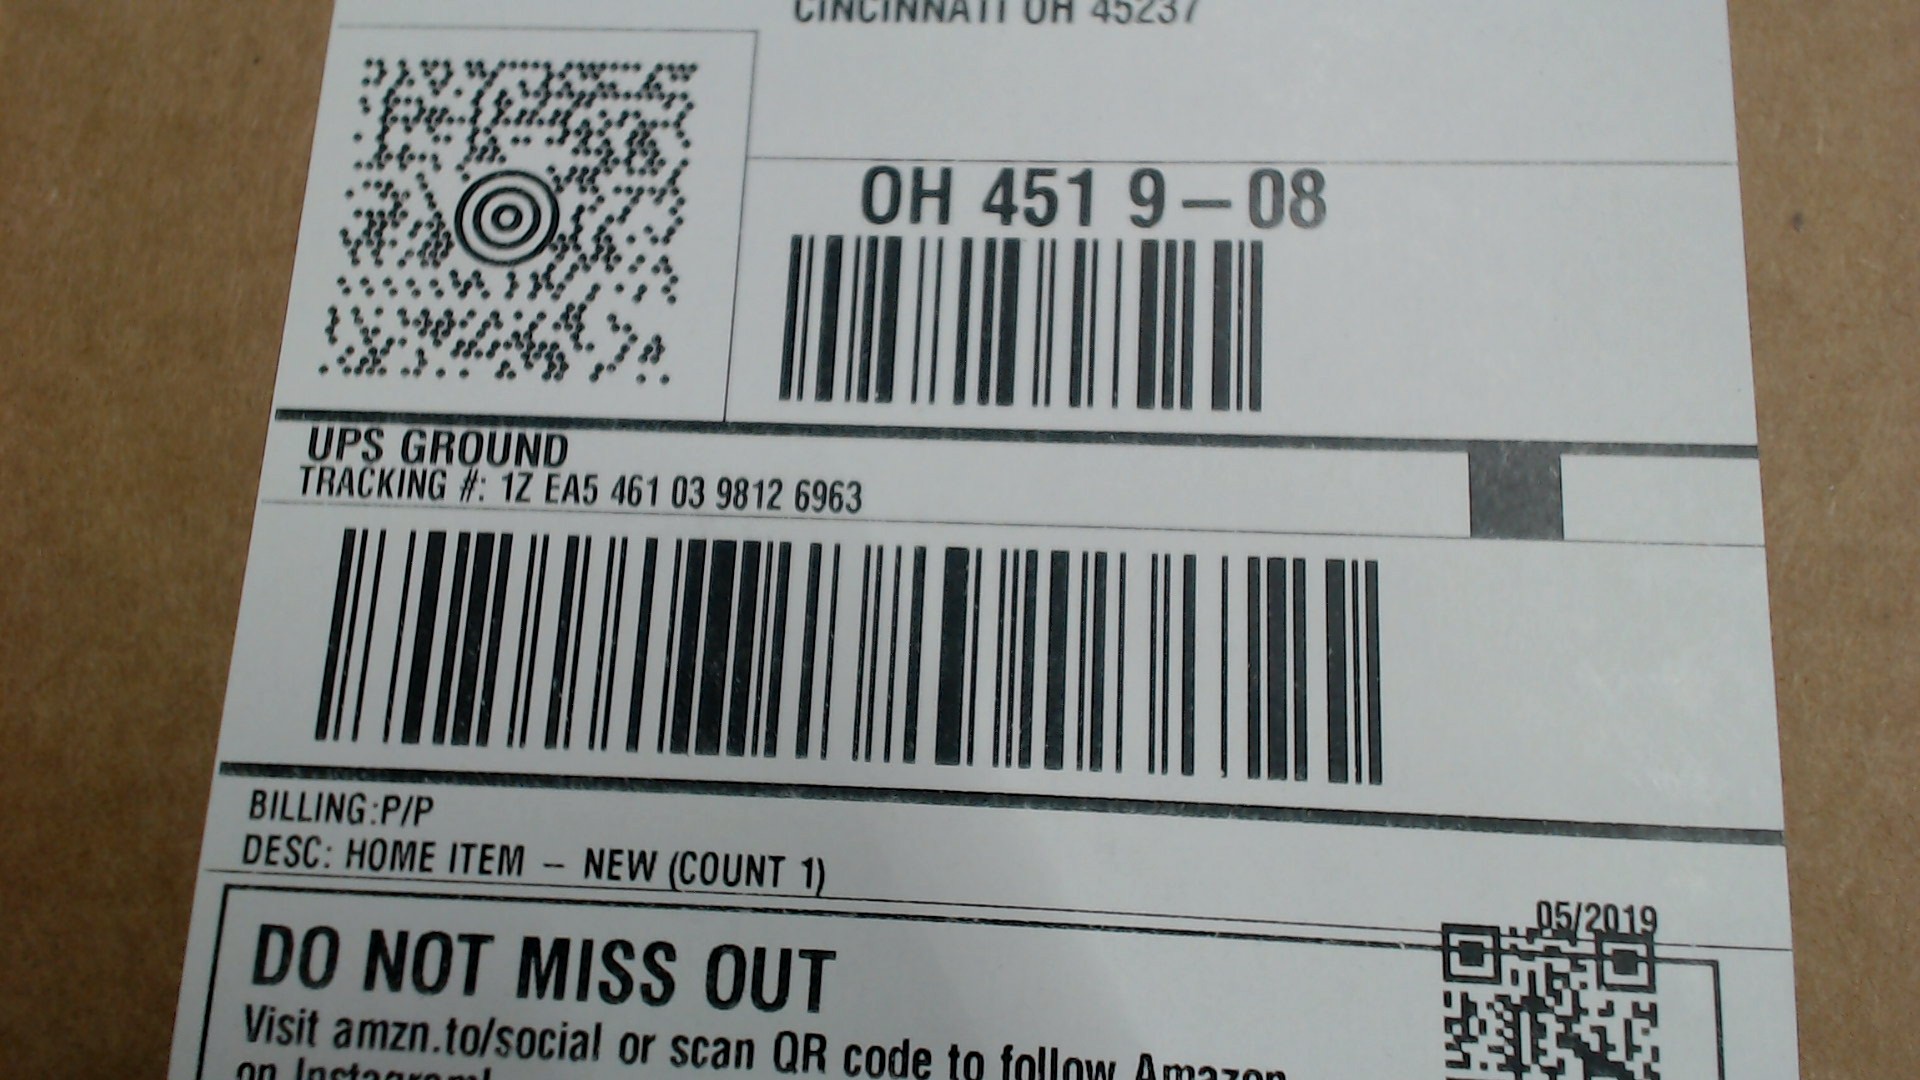 CINCINNATI OH 45237
OH 451 9-08
UPS GROUND
TRACKING #: 1Z EA5 461 03 9812 6963
BILLING:P/P
DESC: HOME ITEM - NEW (COUNT 1)
05/2019
DO NOT MISS OUT
Visit amzn.to/social or scan QR code to follow Amazon
on Instagram!